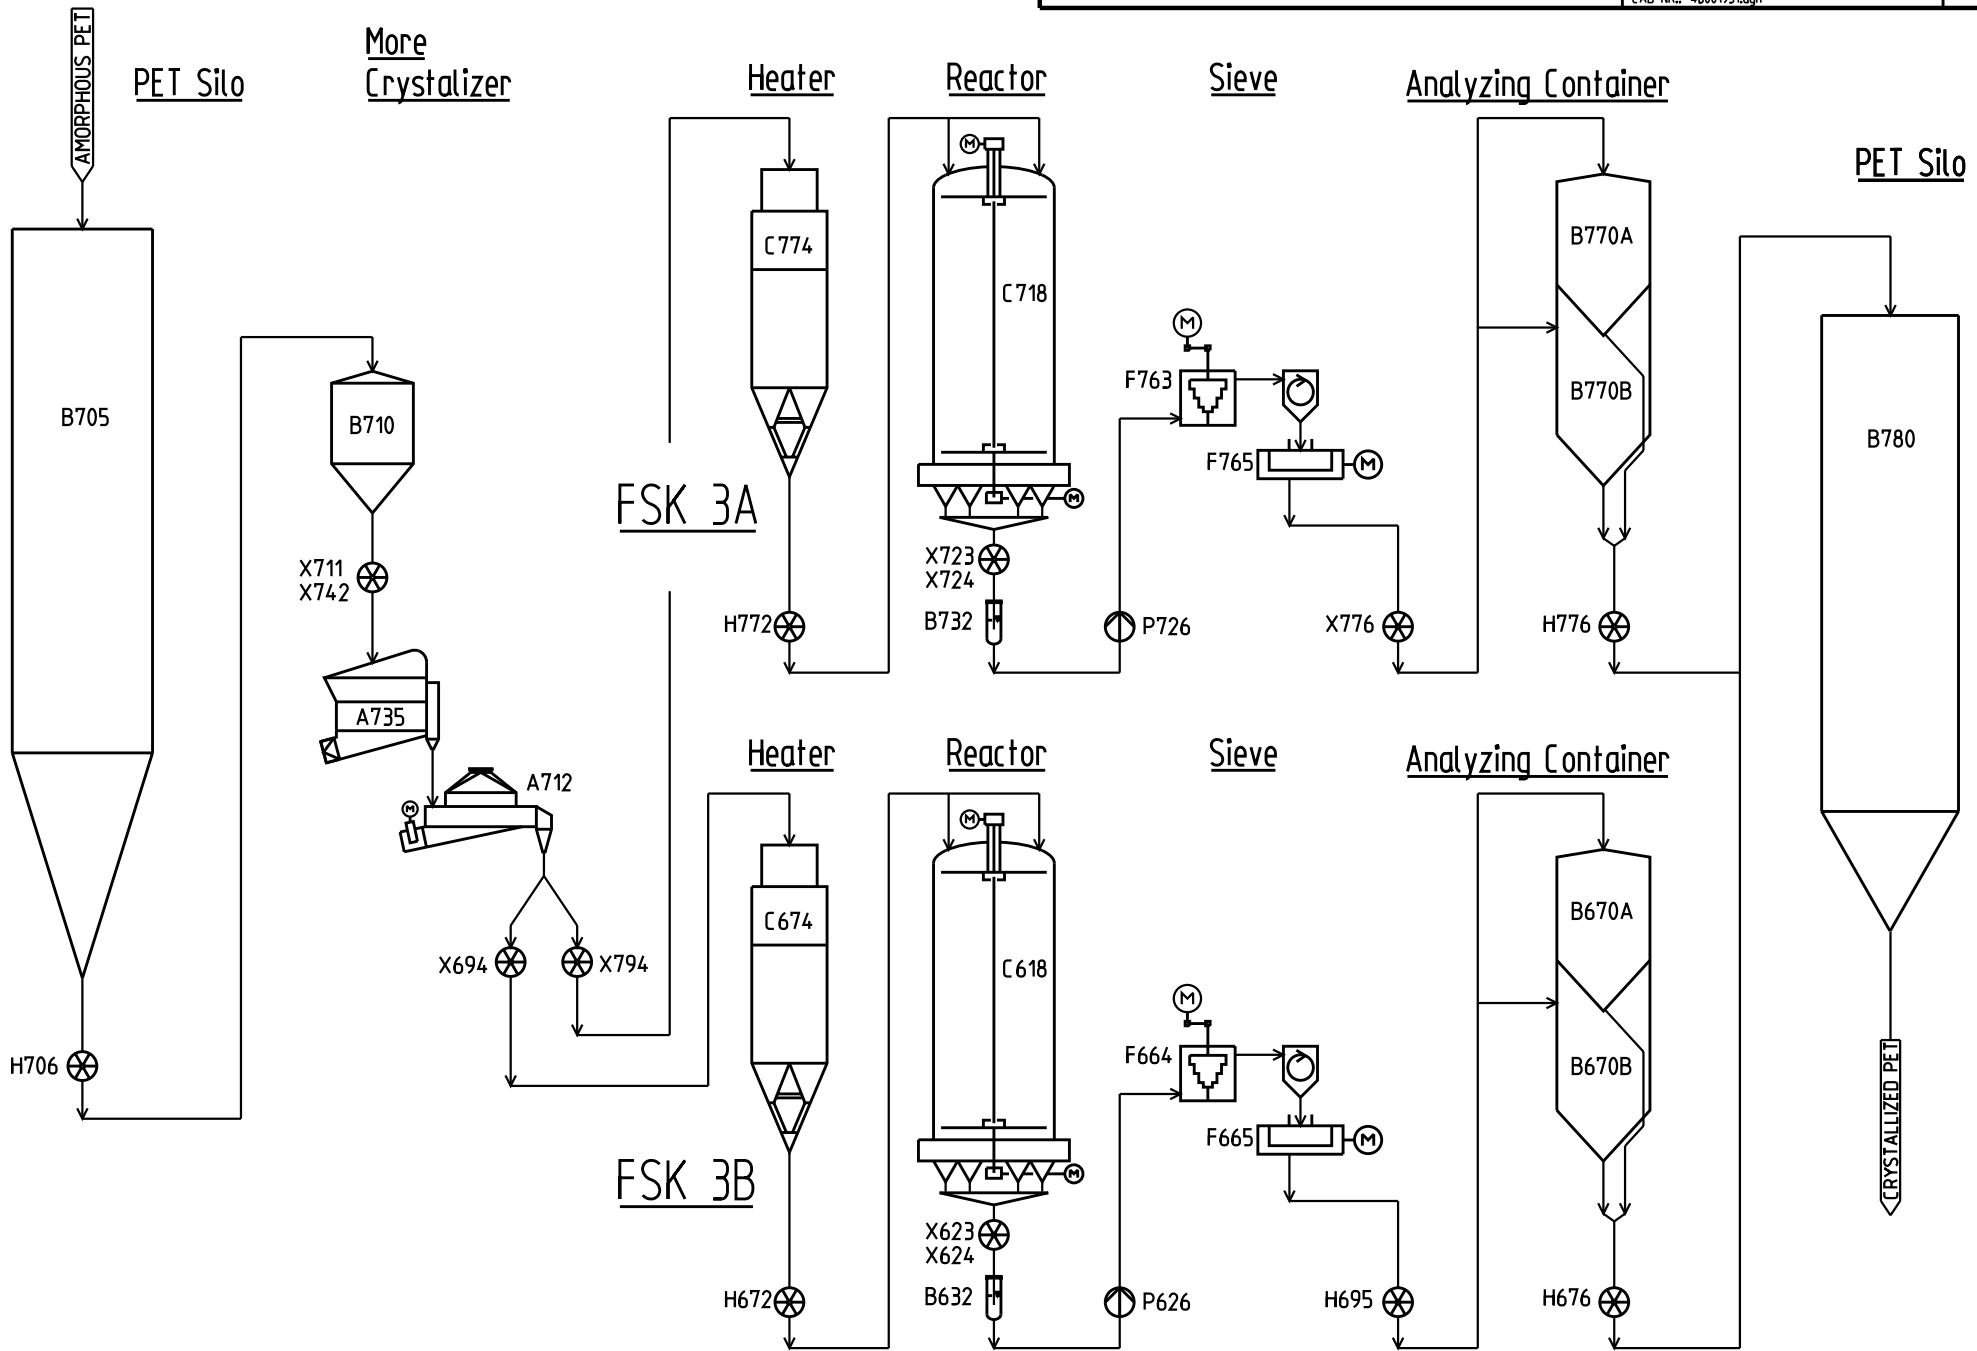 AMORPHOUS PET
PET Silo
More
Crystalizer
Heater
Reactor
Sieve
Analyzing Container
PET Silo
B705
H706
B710
X711
X742
A735
M
A712
X694
X794
FSK 3A
C774
H772
M
C718
M
X723
X724
B732
P726
M
F763
F765
M
X776
B770A
B770B
H776
B780
CRYSTALLIZED PET
Heater
Reactor
Sieve
Analyzing Container
FSK 3B
C674
H672
M
C618
M
X623
X624
B632
P626
M
F664
F665
M
H695
B670A
B670B
H676